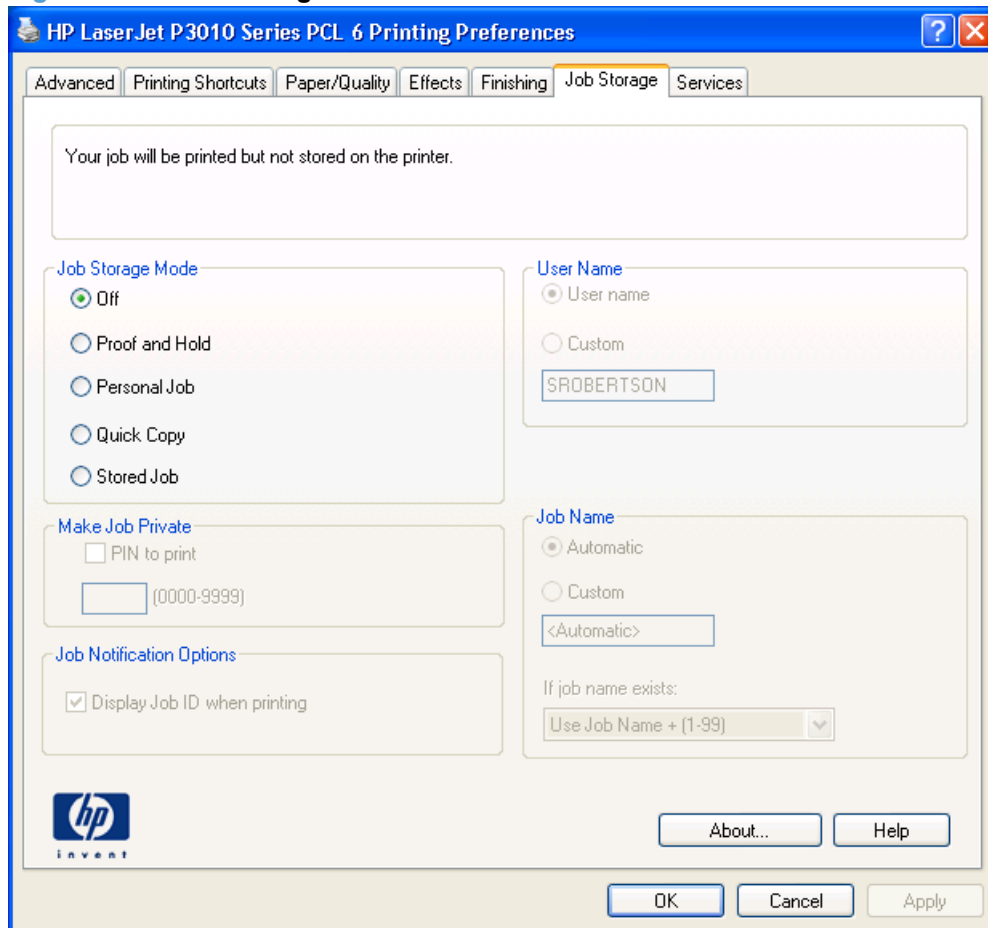 HP LaserJet P3010 Series PCL 6 Printing Preferences
Advanced Printing Shortcuts Paper/Quality Effects Finishing Job Storage Services
Your job will be printed but not stored on the printer.
Job Storage Mode
Off
Proof and Hold
Personal Job
Quick Copy
Stored Job
User Name
User name
Custom
SROBERTSON
Make Job Private
PIN to print
(0000-9999)
Job Notification Options
Display Job ID when printing
Job Name
Automatic
Custom
<Automatic>
If job name exists:
Use Job Name + (1-99)
hp
invent
About... Help
OK Cancel Apply